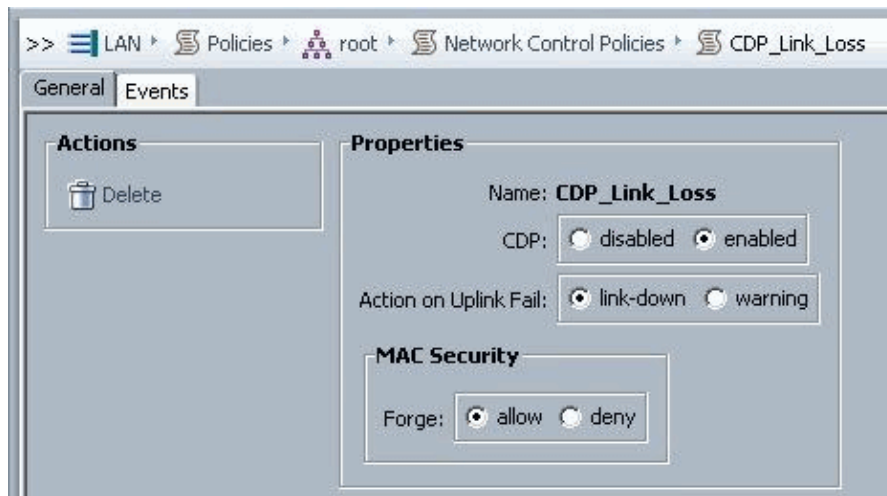 >> LAN Policies root Network Control Policies CDP_Link_Loss
General Events
Actions
Delete
Properties
Name: CDP_Link_Loss
CDP: disabled enabled
Action on Uplink Fail: link-down warning
MAC Security
Forge: allow deny